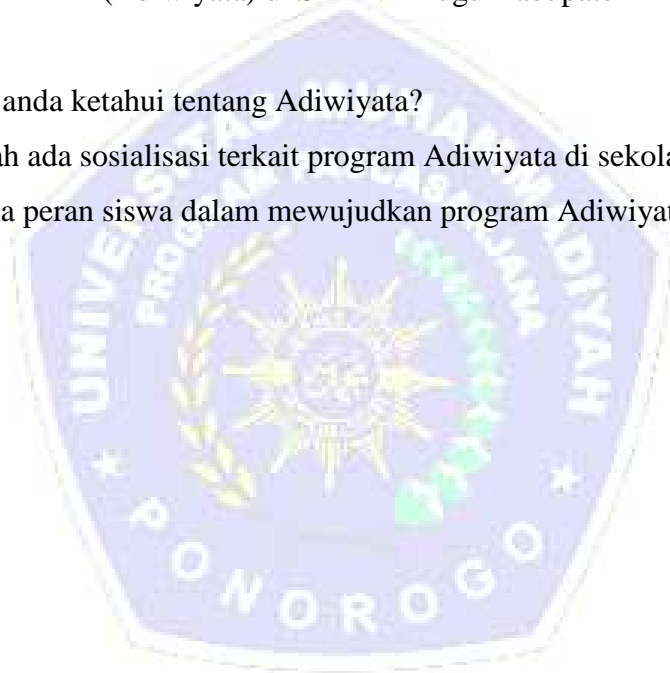 anda ketahui tentang Adiwiyata?
ah ada sosialisasi terkait program Adiwiyata di sekola
a peran siswa dalam mewujudkan program Adiwiyat
UNIVERSITAS MUHAMMADIYAH
PROGRAM PASCASARJANA
PONOROGO